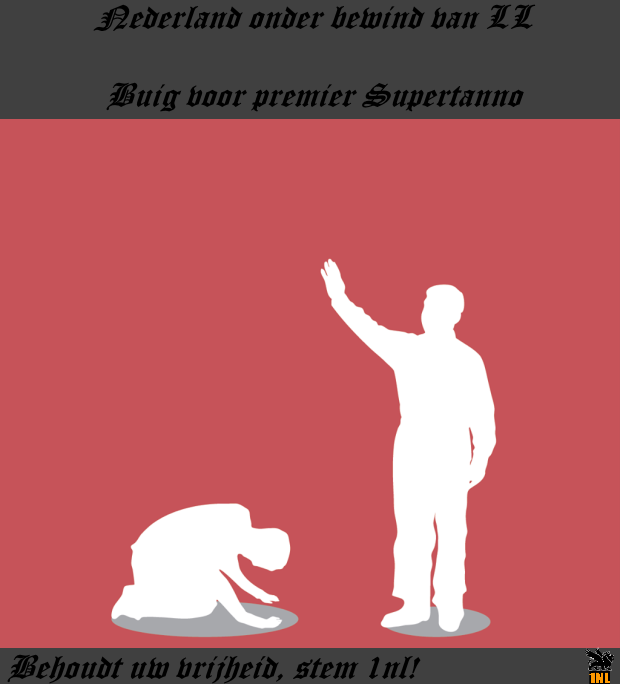 Nederland onder bewind van LL
Buig voor premier Supertanno
Behoudt uw vrijheid, stem 1nl!
1NL